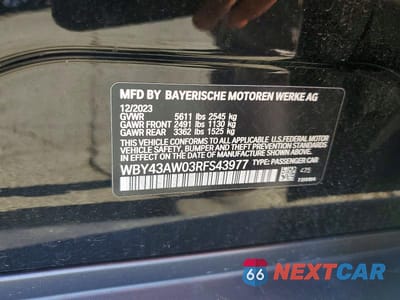 MFD BY BAYERISCHE MOTOREN WERKE AG
12/2023
GVWR 5611 lbs 2545 kg
GAWR FRONT 2491 lbs 1130 kg
GAWR REAR 3362 lbs 1525 kg
THIS VEHICLE CONFORMS TO ALL APPLICABLE U.S. FEDERAL MOTOR
VEHICLE SAFETY, BUMPER, AND THEFT PREVENTION STANDARDS
IN EFFECT ON THE DATE OF MANUFACTURE SHOWN ABOVE.
WBY43AW03RFS43977 TYPE: PASSENGER CAR
475
66 NEXTCAR